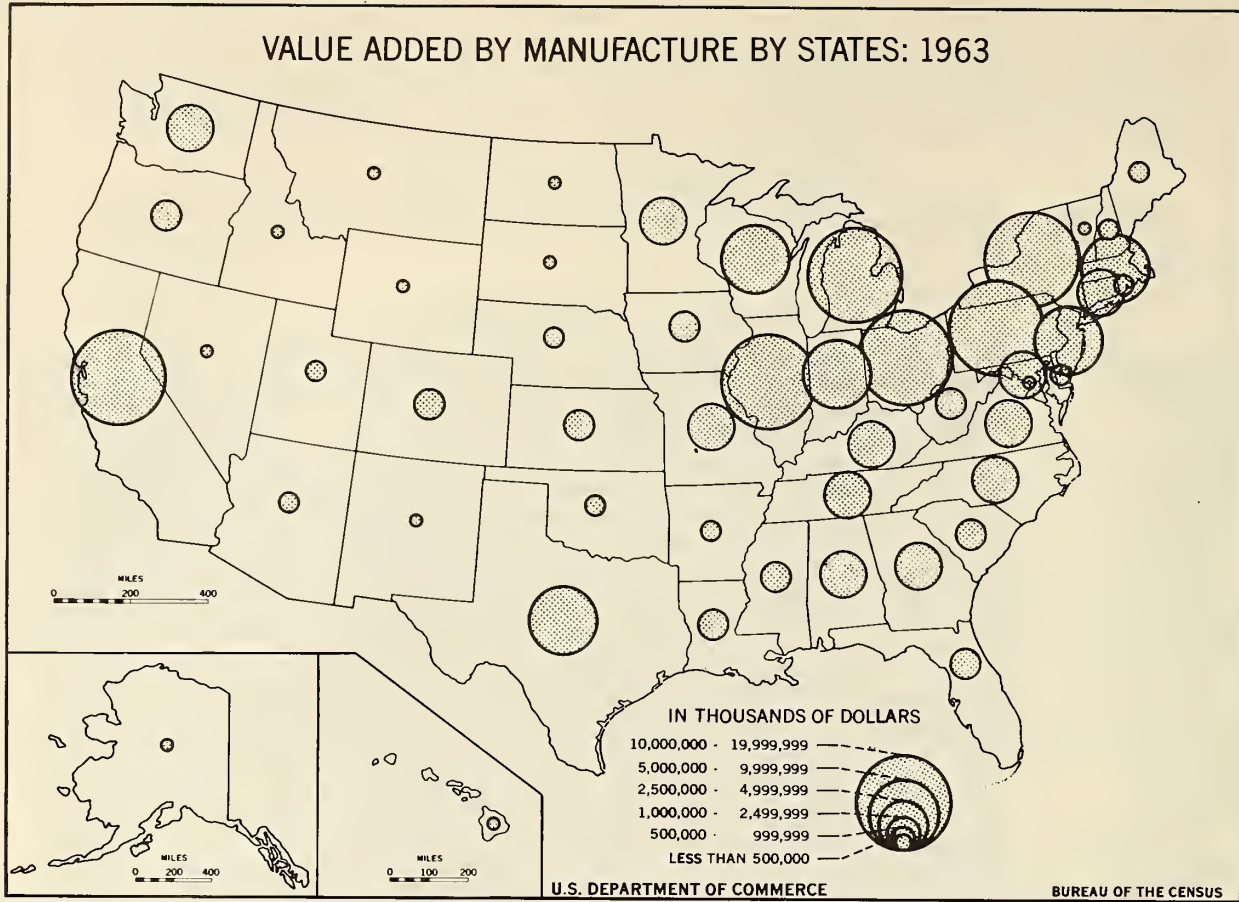 VALUE ADDED BY MANUFACTURE BY STATES: 1963
MILES
0 200 400
MILES
0 200 400
MILES
0 100 200
IN THOUSANDS OF DOLLARS
10,000,000 - 19,999,999
5,000,000 - 9,999,999
2,500,000 - 4,999,999
1,000,000 - 2,499,999
500,000 - 999,999
LESS THAN 500,000
U.S. DEPARTMENT OF COMMERCE
BUREAU OF THE CENSUS